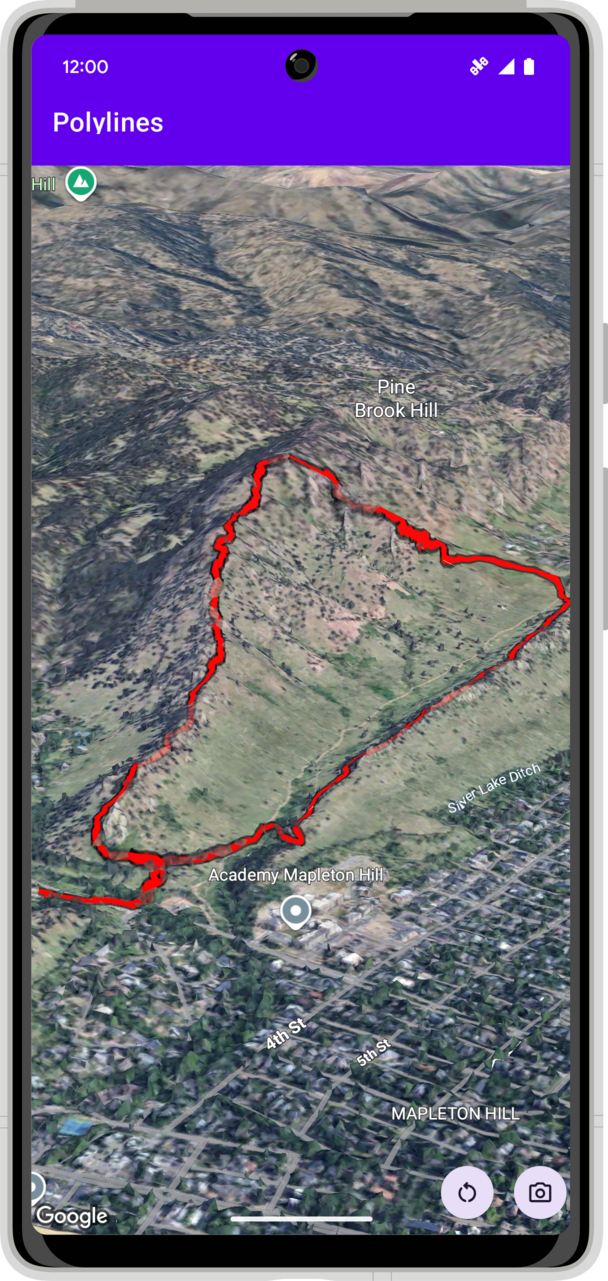 12:00
Polylines
Hill
Pine
Brook Hill
Silver Lake Ditch
Academy Mapleton Hill
4th St
5th St
MAPLETON HILL
Google